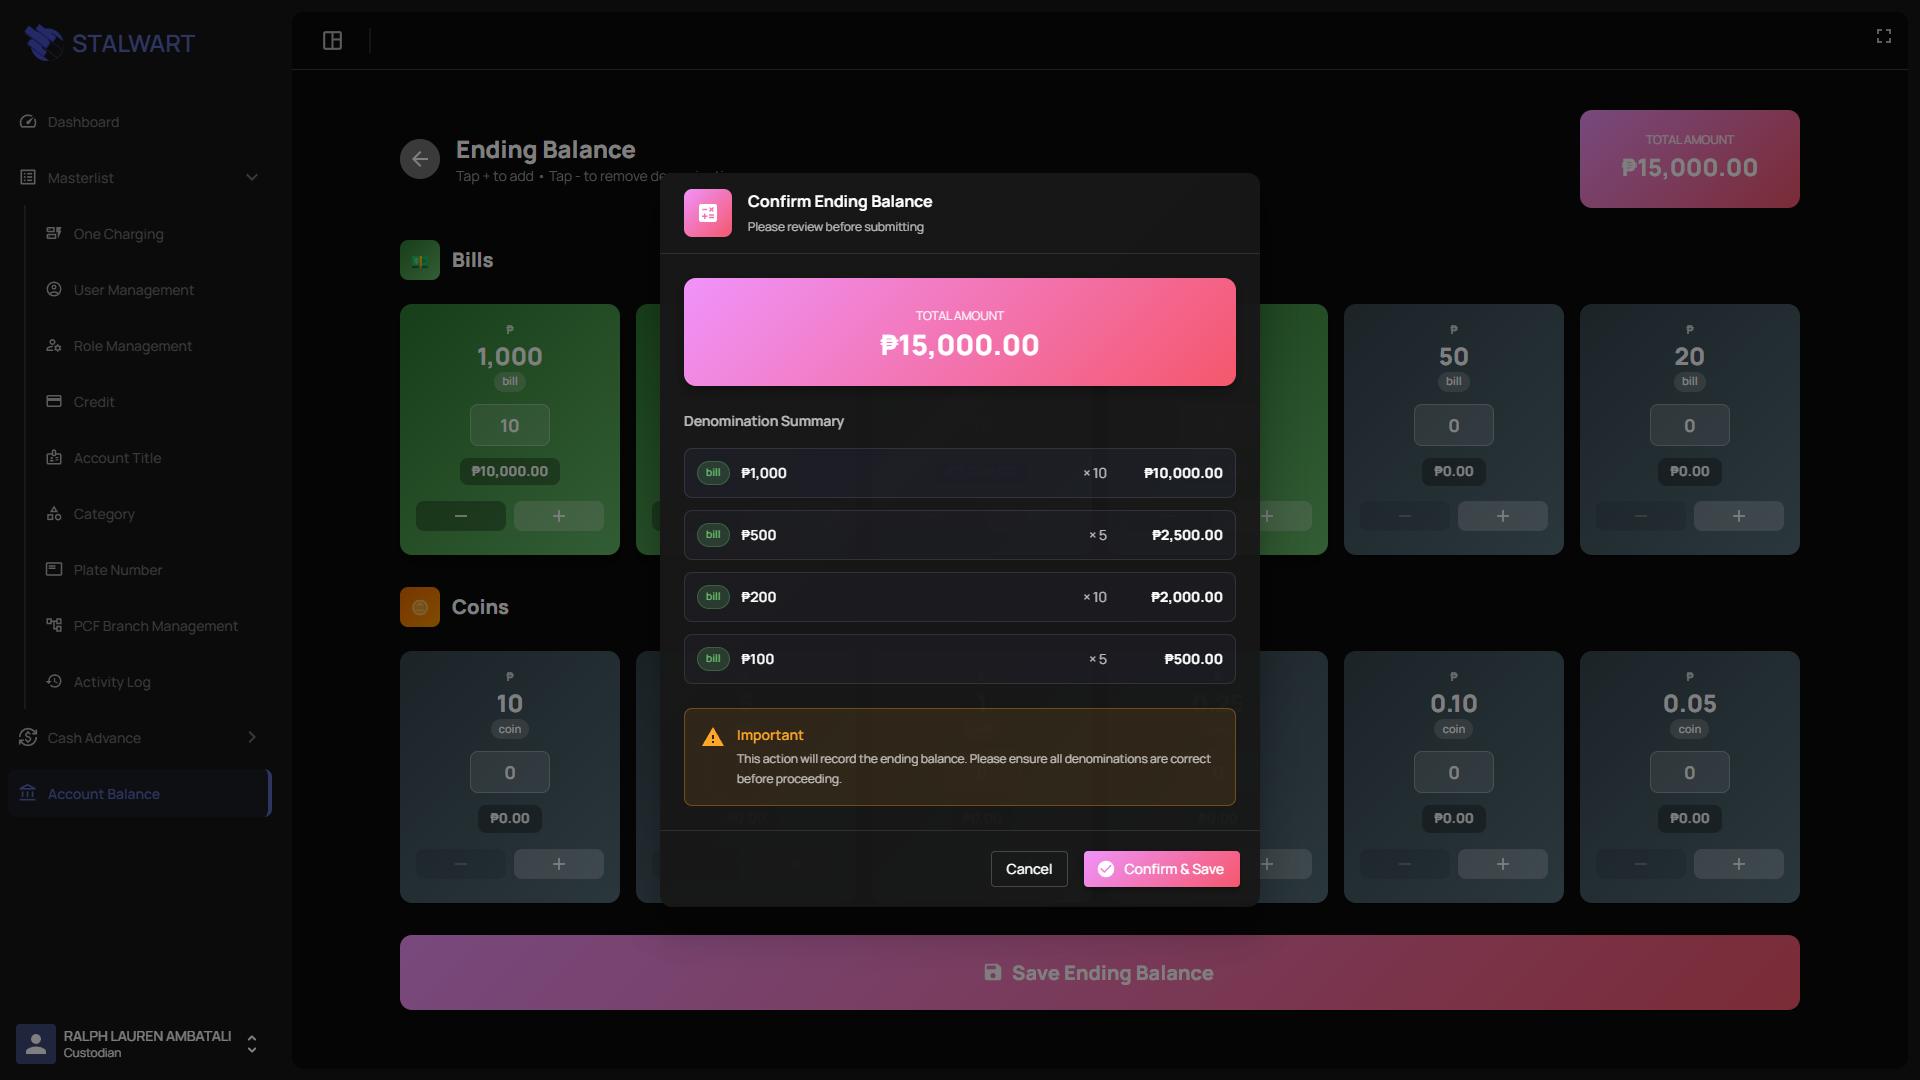 STALWART
Dashboard
Masterlist
One Charging
User Management
Role Management
Credit
Account Title
Category
Plate Number
PCF Branch Management
Activity Log
Cash Advance
Account Balance
RALPH LAUREN AMBATALI
Custodian
Ending Balance
Tap + to add • Tap - to remove
TOTAL AMOUNT
₱15,000.00
Bills
₱
1,000
bill
10
₱10,000.00
− +
+
₱
50
bill
0
₱0.00
− +
₱
20
bill
0
₱0.00
− +
Coins
₱
10
coin
0
₱0.00
− +
+
₱
0.10
coin
0
₱0.00
− +
₱
0.05
coin
0
₱0.00
− +
Save Ending Balance
Confirm Ending Balance
Please review before submitting
TOTAL AMOUNT
₱15,000.00
Denomination Summary
bill ₱1,000 × 10 ₱10,000.00
bill ₱500 × 5 ₱2,500.00
bill ₱200 × 10 ₱2,000.00
bill ₱100 × 5 ₱500.00
Important
This action will record the ending balance. Please ensure all denominations are correct
before proceeding.
Cancel
Confirm & Save